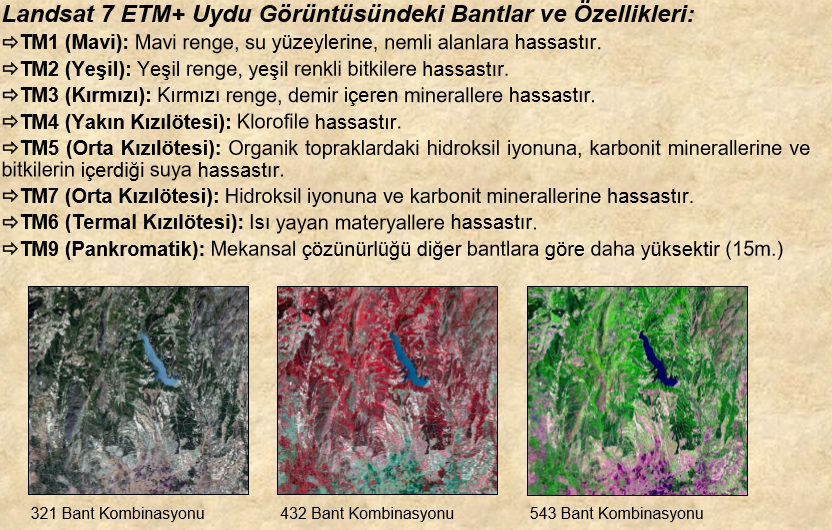 Landsat 7 ETM+ Uydu Görüntüsündeki Bantlar ve Özellikleri:
⇨TM1 (Mavi): Mavi renge, su yüzeylerine, nemli alanlara hassastır.
⇨TM2 (Yeşil): Yeşil renge, yeşil renkli bitkilere hassastır.
⇨TM3 (Kırmızı): Kırmızı renge, demir içeren minerallere hassastır.
⇨TM4 (Yakın Kızılötesi): Klorofile hassastır.
⇨TM5 (Orta Kızılötesi): Organik topraklardaki hidroksil iyonuna, karbonit minerallerine ve
bitkilerin içerdiği suya hassastır.
⇨TM7 (Orta Kızılötesi): Hidroksil iyonuna ve karbonit minerallerine hassastır.
⇨TM6 (Termal Kızılötesi): Isı yayan materyallere hassastır.
⇨TM9 (Pankromatik): Mekansal çözünürlüğü diğer bantlara göre daha yüksektir (15m.)
321 Bant Kombinasyonu
432 Bant Kombinasyonu
543 Bant Kombinasyonu